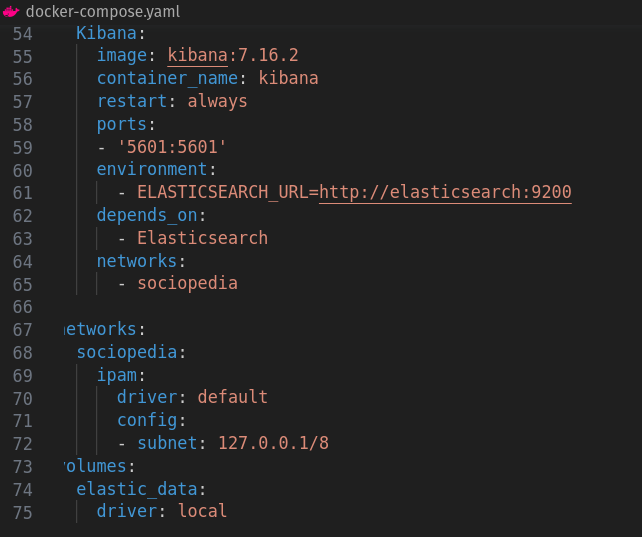 docker-compose.yaml
54 Kibana:
55 image: kibana:7.16.2
56 container_name: kibana
57 restart: always
58 ports:
59 - '5601:5601'
60 environment:
61 - ELASTICSEARCH_URL=http://elasticsearch:9200
62 depends_on:
63 - Elasticsearch
64 networks:
65 - sociopedia
66
67 networks:
68 sociopedia:
69 ipam:
70 driver: default
71 config:
72 - subnet: 127.0.0.1/8
73 volumes:
74 elastic_data:
75 driver: local